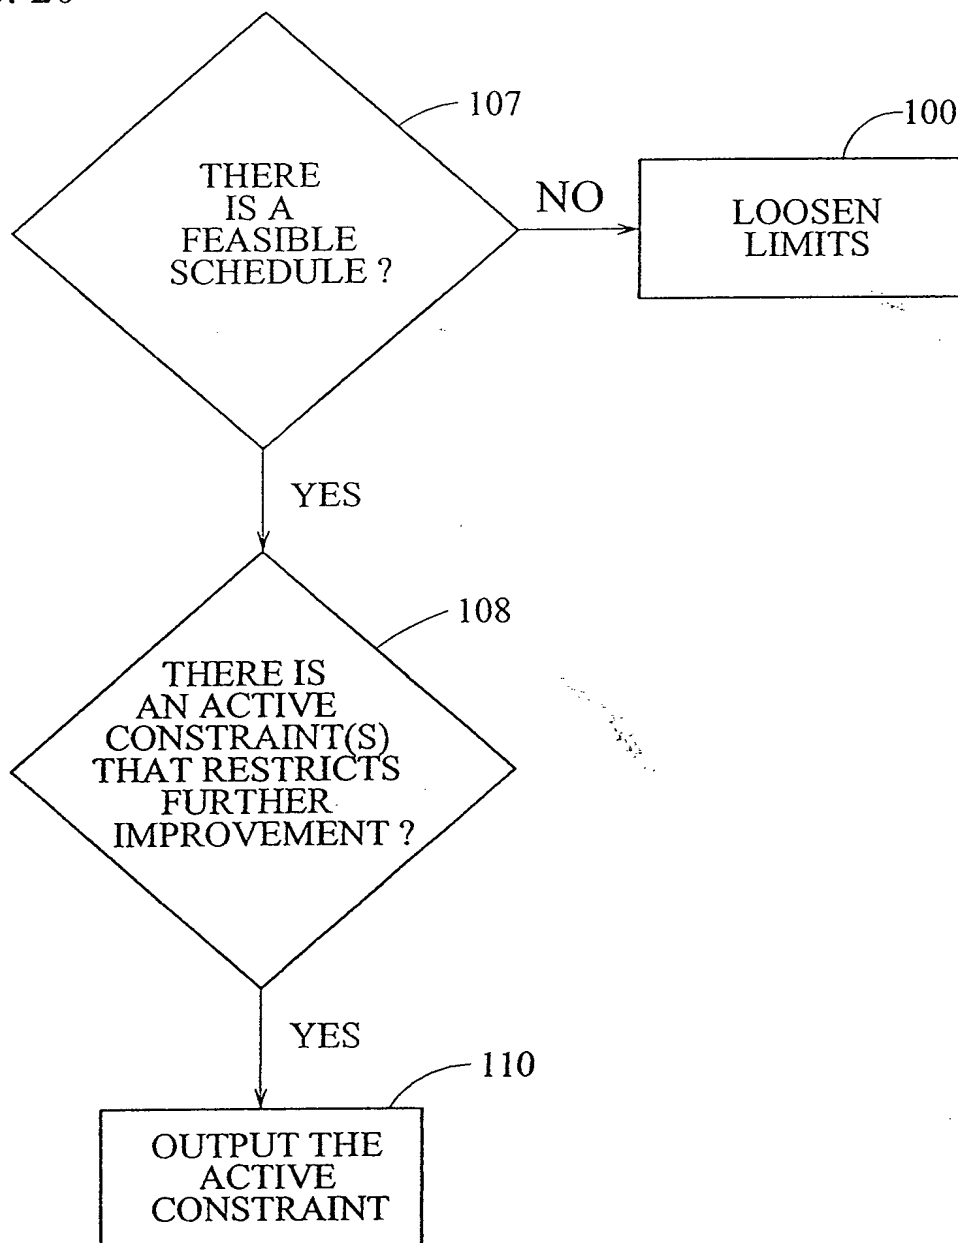 107
THERE
IS A
FEASIBLE
SCHEDULE ?
NO
100
LOOSEN
LIMITS
YES
108
THERE IS
AN ACTIVE
CONSTRAINT(S)
THAT RESTRICTS
FURTHER
IMPROVEMENT ?
YES
110
OUTPUT THE
ACTIVE
CONSTRAINT